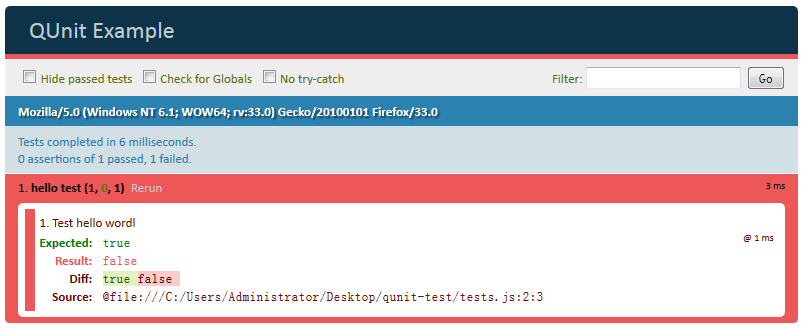 QUnit Example
Hide passed tests Check for Globals No try-catch Filter: Go
Mozilla/5.0 (Windows NT 6.1; WOW64; rv:33.0) Gecko/20100101 Firefox/33.0
Tests completed in 6 milliseconds.
0 assertions of 1 passed, 1 failed.
1. hello test (1, 0, 1) Rerun 3 ms
1. Test hello wordl
Expected: true @ 1 ms
Result: false
Diff: true false
Source: @file:///C:/Users/Administrator/Desktop/qunit-test/tests.js:2:3